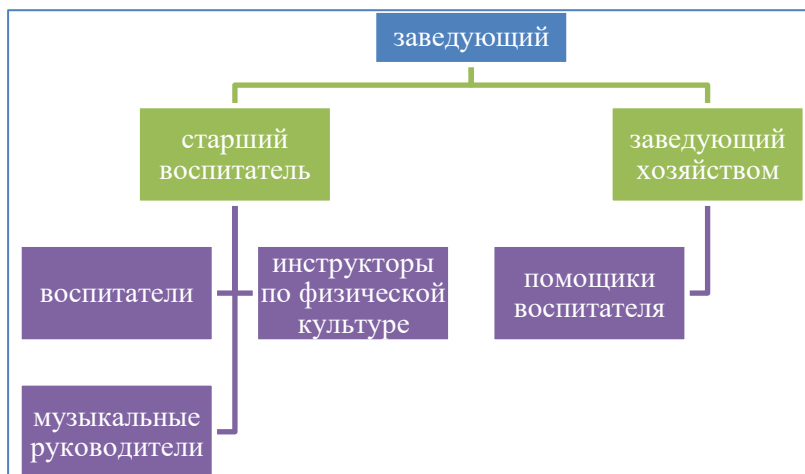 заведующий
старший
воспитатель
заведующий
хозяйством
воспитатели
инструкторы
по физической
культуре
помощики
воспитателя
музыкальные
руководители